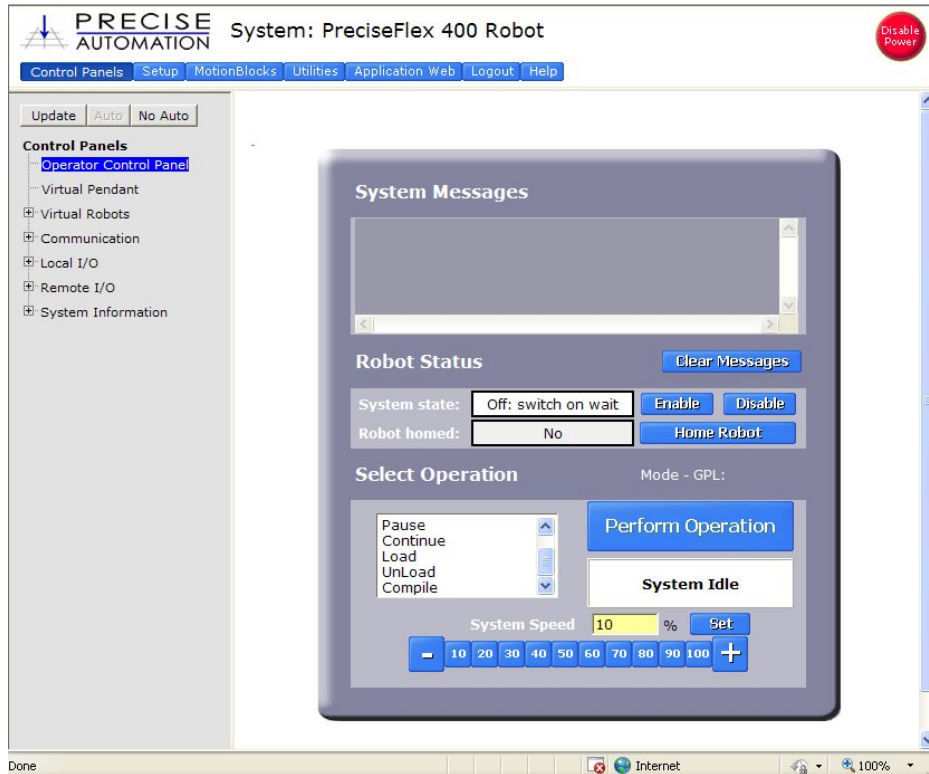 PRECISE
AUTOMATION
System: PreciseFlex 400 Robot
Disable
Power
Control Panels Setup MotionBlocks Utilities Application Web Logout Help
Update Auto No Auto
Control Panels
Operator Control Panel
Virtual Pendant
Virtual Robots
Communication
Local I/O
Remote I/O
System Information
System Messages
Robot Status
Clear Messages
System state: Off: switch on wait Enable Disable
Robot homed: No Home Robot
Select Operation
Mode - GPL:
Pause
Continue
Load
UnLoad
Compile
Perform Operation
System Idle
System Speed 10 % Set
- 10 20 30 40 50 60 70 80 90 100 +
Done
Internet
100%